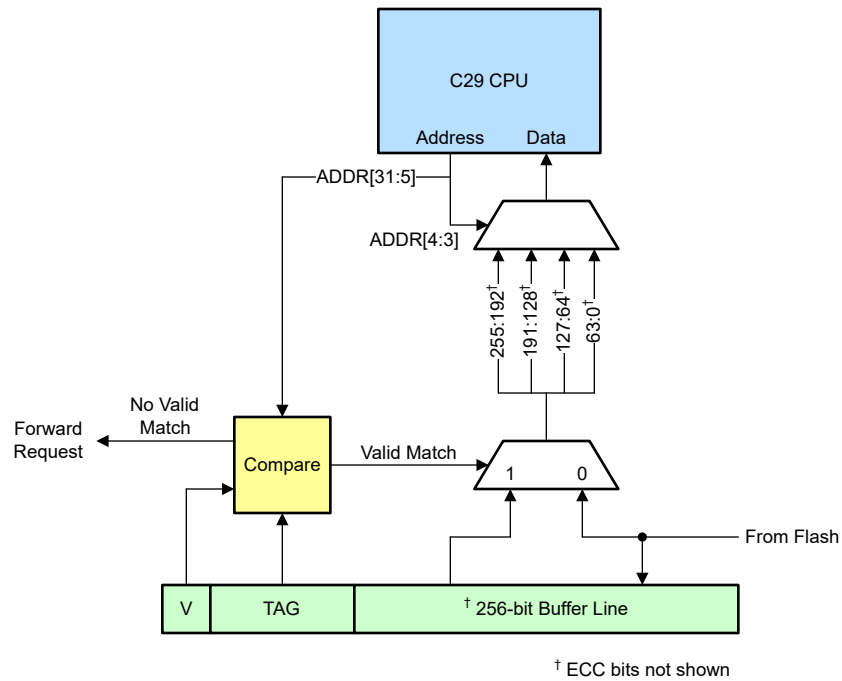 C29 CPU
Address Data
ADDR[31:5]
ADDR[4:3]
255:192†
191:128†
127:64†
63:0†
No Valid
Match
Forward
Request
Compare
Valid Match
1 0
From Flash
V TAG † 256-bit Buffer Line
† ECC bits not shown